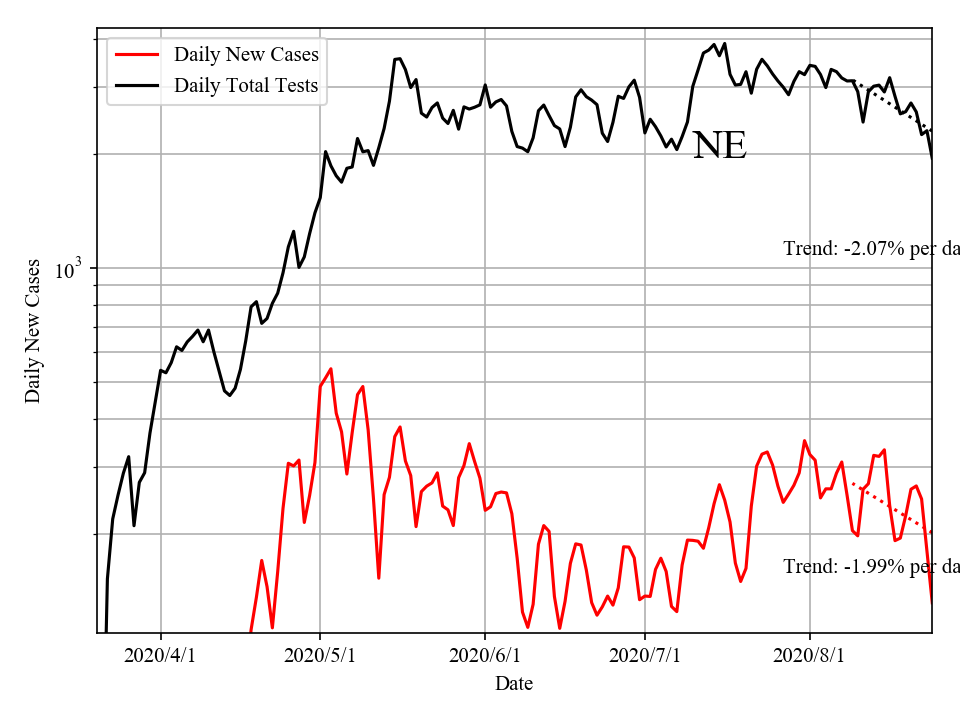 Daily New Cases
Daily Total Tests
NE
Trend: -2.07% per da
10^3
Daily New Cases
Trend: -1.99% per da
2020/4/1
2020/5/1
2020/6/1
2020/7/1
2020/8/1
Date